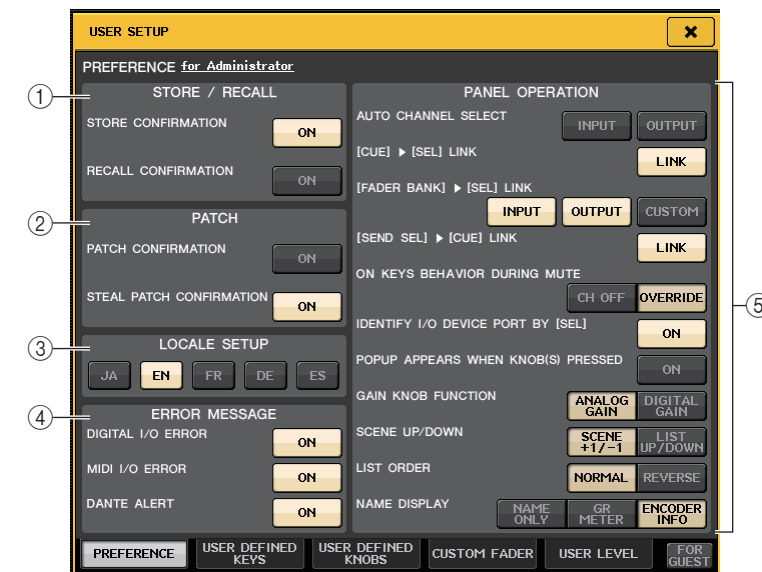 USER SETUP
PREFERENCE for Administrator
① STORE / RECALL
STORE CONFIRMATION ON
RECALL CONFIRMATION ON
② PATCH
PATCH CONFIRMATION ON
STEAL PATCH CONFIRMATION ON
③ LOCALE SETUP
JA EN FR DE ES
④ ERROR MESSAGE
DIGITAL I/O ERROR ON
MIDI I/O ERROR ON
DANTE ALERT ON
⑤
PANEL OPERATION
AUTO CHANNEL SELECT INPUT OUTPUT
[CUE] ▶ [SEL] LINK LINK
[FADER BANK] ▶ [SEL] LINK
INPUT OUTPUT CUSTOM
[SEND SEL] ▶ [CUE] LINK LINK
ON KEYS BEHAVIOR DURING MUTE
CH OFF OVERRIDE
IDENTIFY I/O DEVICE PORT BY [SEL] ON
POPUP APPEARS WHEN KNOB(S) PRESSED ON
GAIN KNOB FUNCTION ANALOG GAIN DIGITAL GAIN
SCENE UP/DOWN SCENE +1/-1 LIST UP/DOWN
LIST ORDER NORMAL REVERSE
NAME DISPLAY NAME ONLY GR METER ENCODER INFO
PREFERENCE USER DEFINED KEYS USER DEFINED KNOBS CUSTOM FADER USER LEVEL FOR GUEST